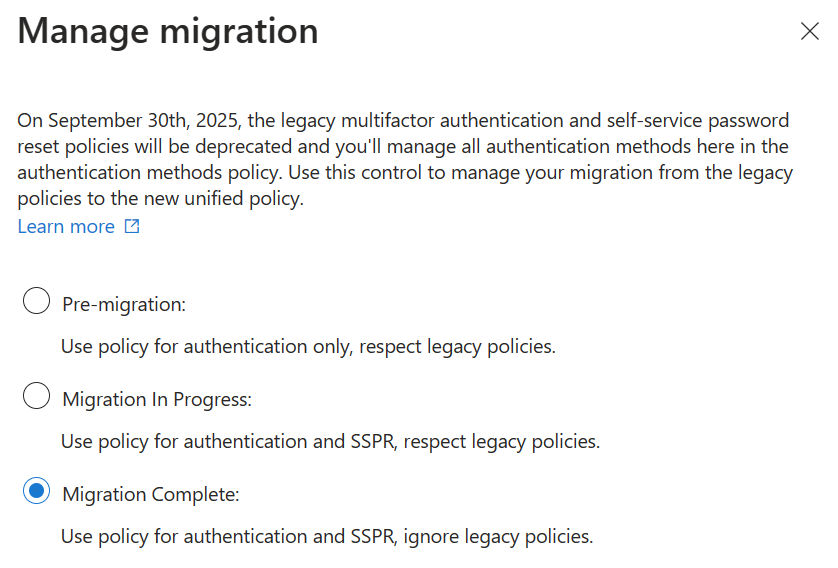 Manage migration
On September 30th, 2025, the legacy multifactor authentication and self-service password
reset policies will be deprecated and you'll manage all authentication methods here in the
authentication methods policy. Use this control to manage your migration from the legacy
policies to the new unified policy.
Learn more
Pre-migration:
Use policy for authentication only, respect legacy policies.
Migration In Progress:
Use policy for authentication and SSPR, respect legacy policies.
Migration Complete:
Use policy for authentication and SSPR, ignore legacy policies.